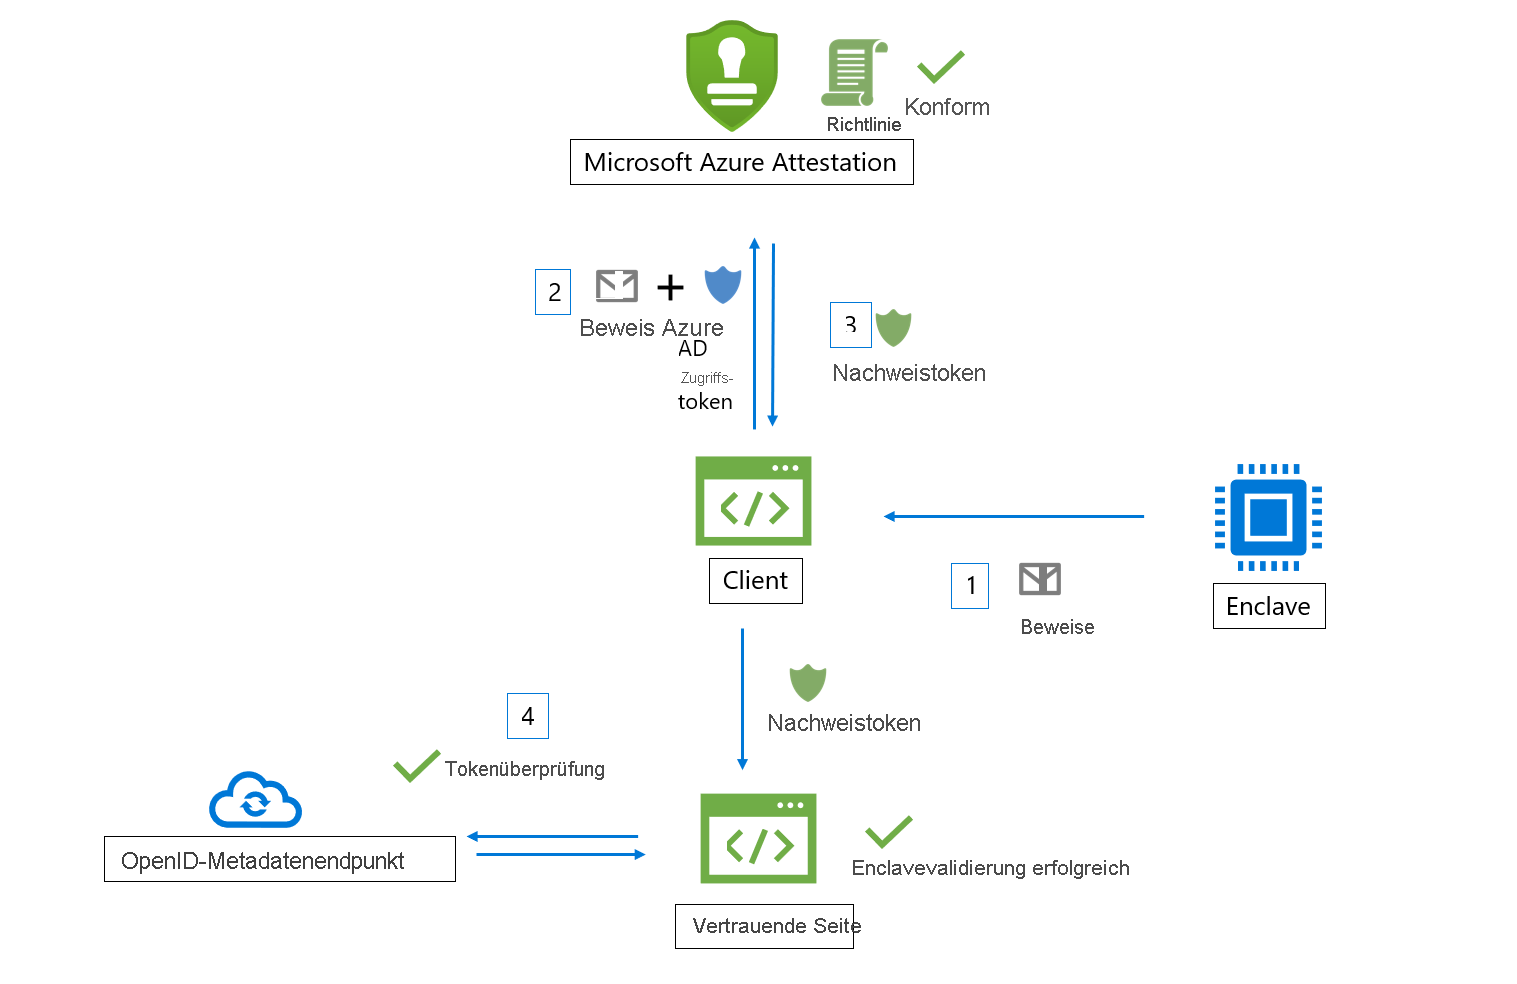 Richtlinie
Konform
Microsoft Azure Attestation
2
Beweis Azure
AD
Zugriffs-
token
3
Nachweistoken
Client
1
Beweise
Enclave
Nachweistoken
4
Tokenüberprüfung
OpenID-Metadatenendpunkt
Enclavevalidierung erfolgreich
Vertrauende Seite